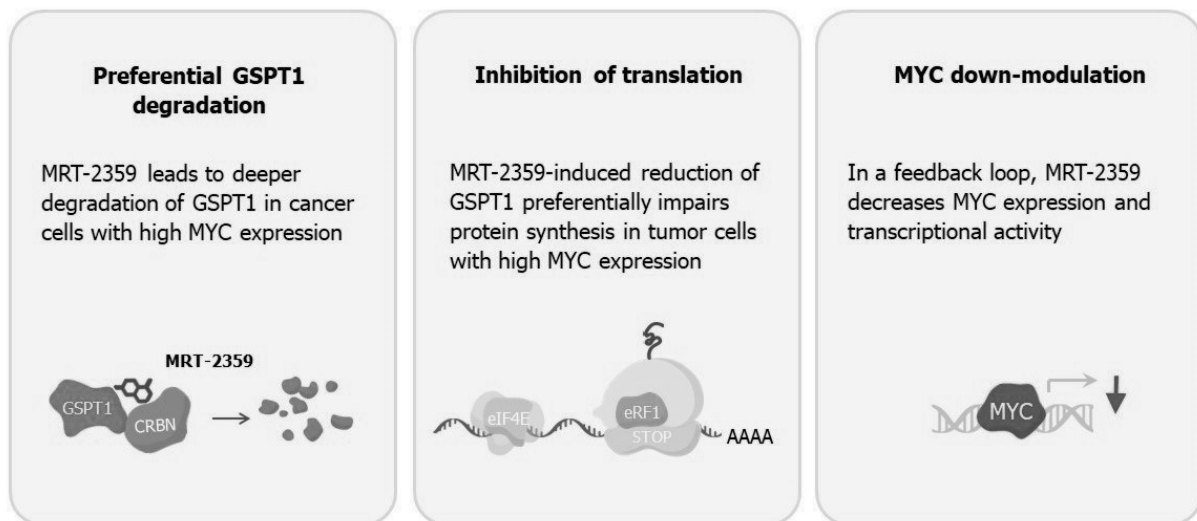 Preferential GSPT1
degradation
MRT-2359 leads to deeper
degradation of GSPT1 in cancer
cells with high MYC expression
MRT-2359
GSPT1
CRBN
Inhibition of translation
MRT-2359-induced reduction of
GSPT1 preferentially impairs
protein synthesis in tumor cells
with high MYC expression
eIF4E
eRF1
STOP
AAAA
MYC down-modulation
In a feedback loop, MRT-2359
decreases MYC expression and
transcriptional activity
MYC